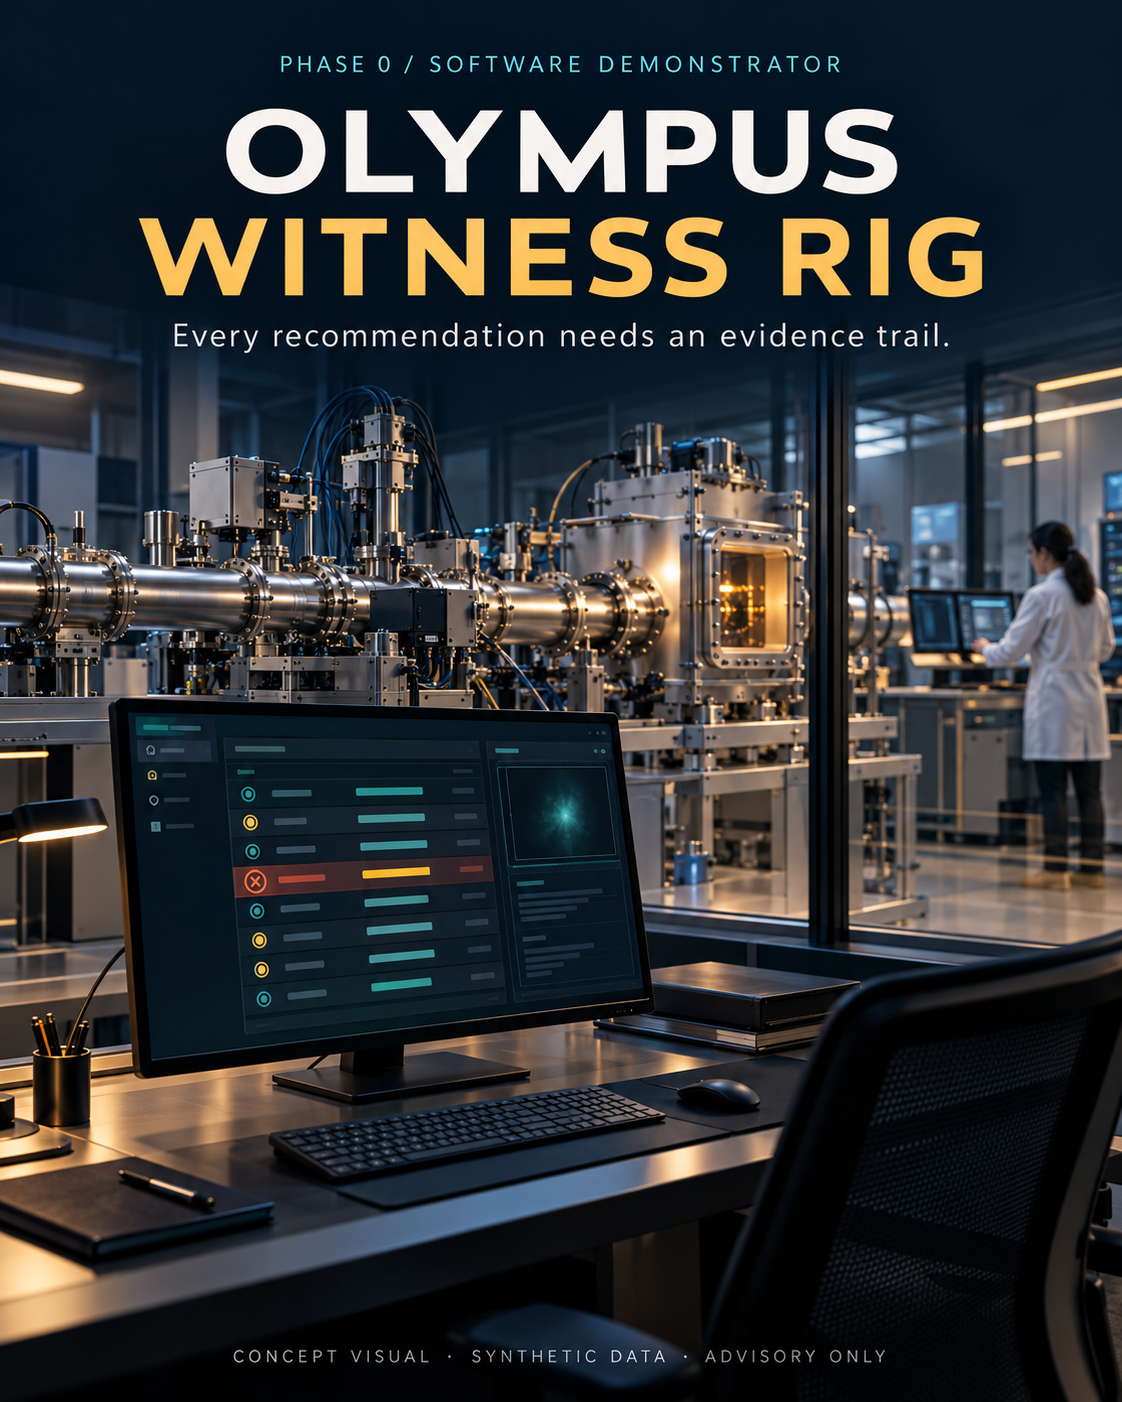 PHASE 0 / SOFTWARE DEMONSTRATOR
OLYMPUS
WITNESS RIG
Every recommendation needs an evidence trail.
CONCEPT VISUAL · SYNTHETIC DATA · ADVISORY ONLY